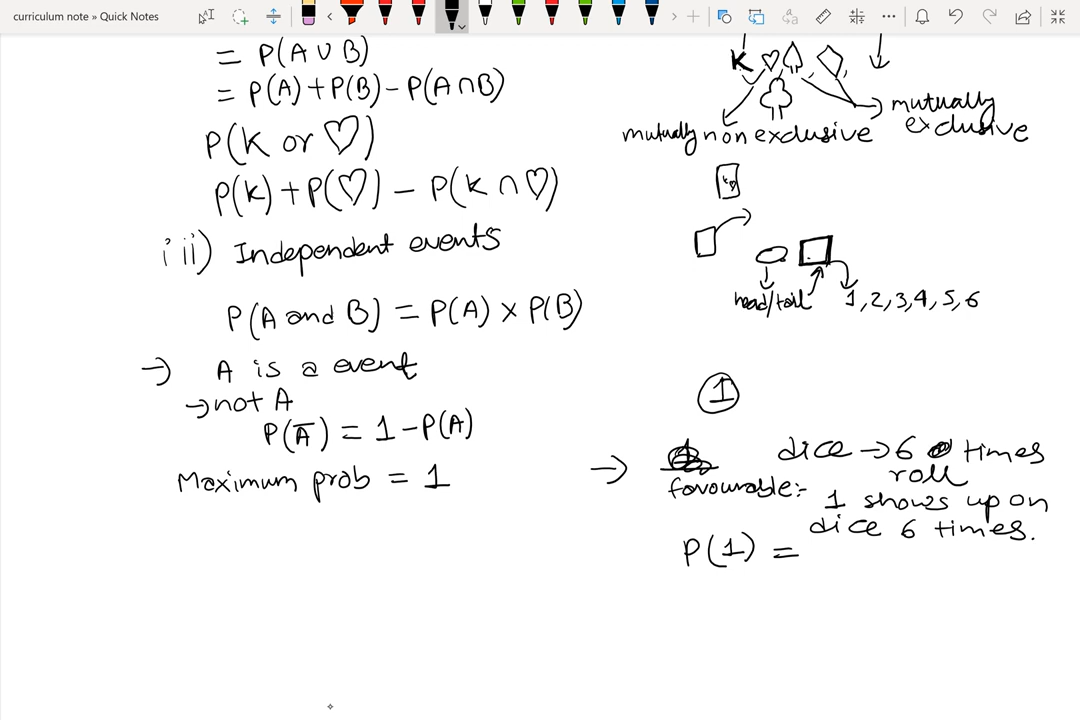 curriculum note » Quick Notes
= P(A ∪ B)
= P(A) + P(B) - P(A ∩ B)
P(K or ♡)
P(K) + P(♡) - P(K ∩ ♡)
iii) Independent events
P(A and B) = P(A) × P(B)
→ A is a event
→ not A
P(A̅) = 1 - P(A)
Maximum prob = 1
K
mutually non exclusive
mutually
exclusive
K♡
head/tail
1, 2, 3, 4, 5, 6
1
→ dice → 6 times
roll
favourable:-
1 shows up on
dice 6 times.
P(1) =